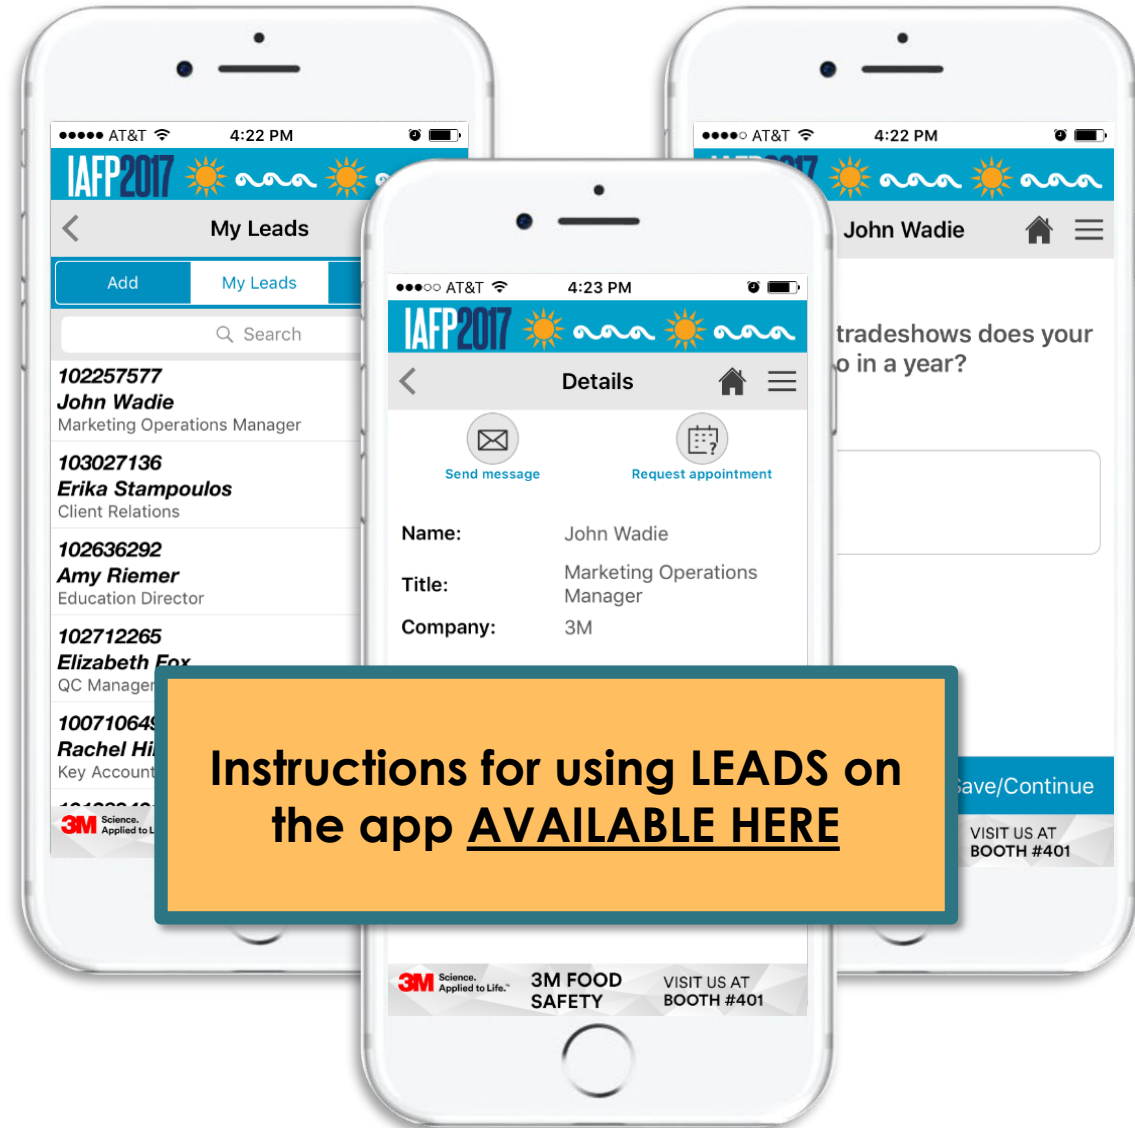 AT&T 4:22 PM
IAFP2017
My Leads
Add My Leads
Search
102257577
John Wadie
Marketing Operations Manager
103027136
Erika Stampoulos
Client Relations
102636292
Amy Riemer
Education Director
102712265
Elizabeth Fox
QC Manager
100710649
Rachel
Key Account
3M Science.
Applied to
AT&T 4:23 PM
IAFP2017
Details
Send message Request appointment
Name: John Wadie
Title: Marketing Operations
Manager
Company: 3M
Instructions for using LEADS on
the app AVAILABLE HERE
3M Science.
Applied to Life.™
3M FOOD
SAFETY
VISIT US AT
BOOTH #401
AT&T 4:22 PM
John Wadie
tradeshows does your
in a year?
Save/Continue
VISIT US AT
BOOTH #401